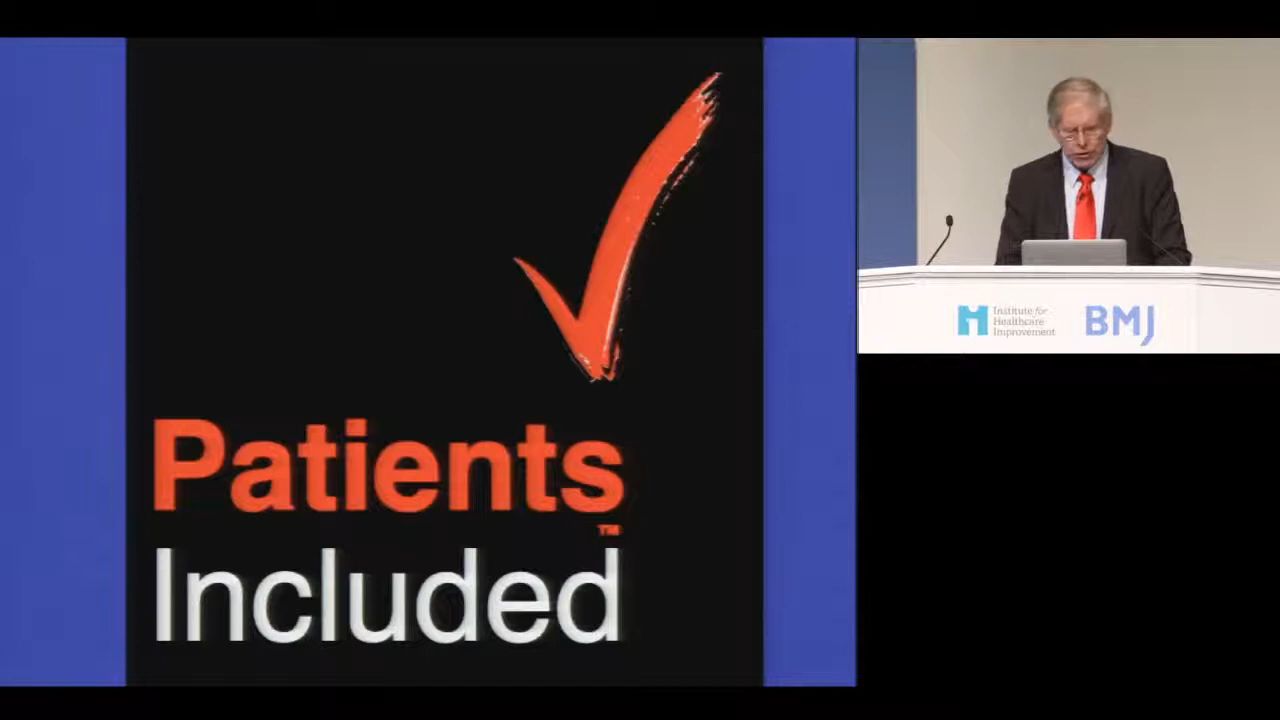 Patients
™
Included
Institute for
Healthcare
Improvement
BMJ